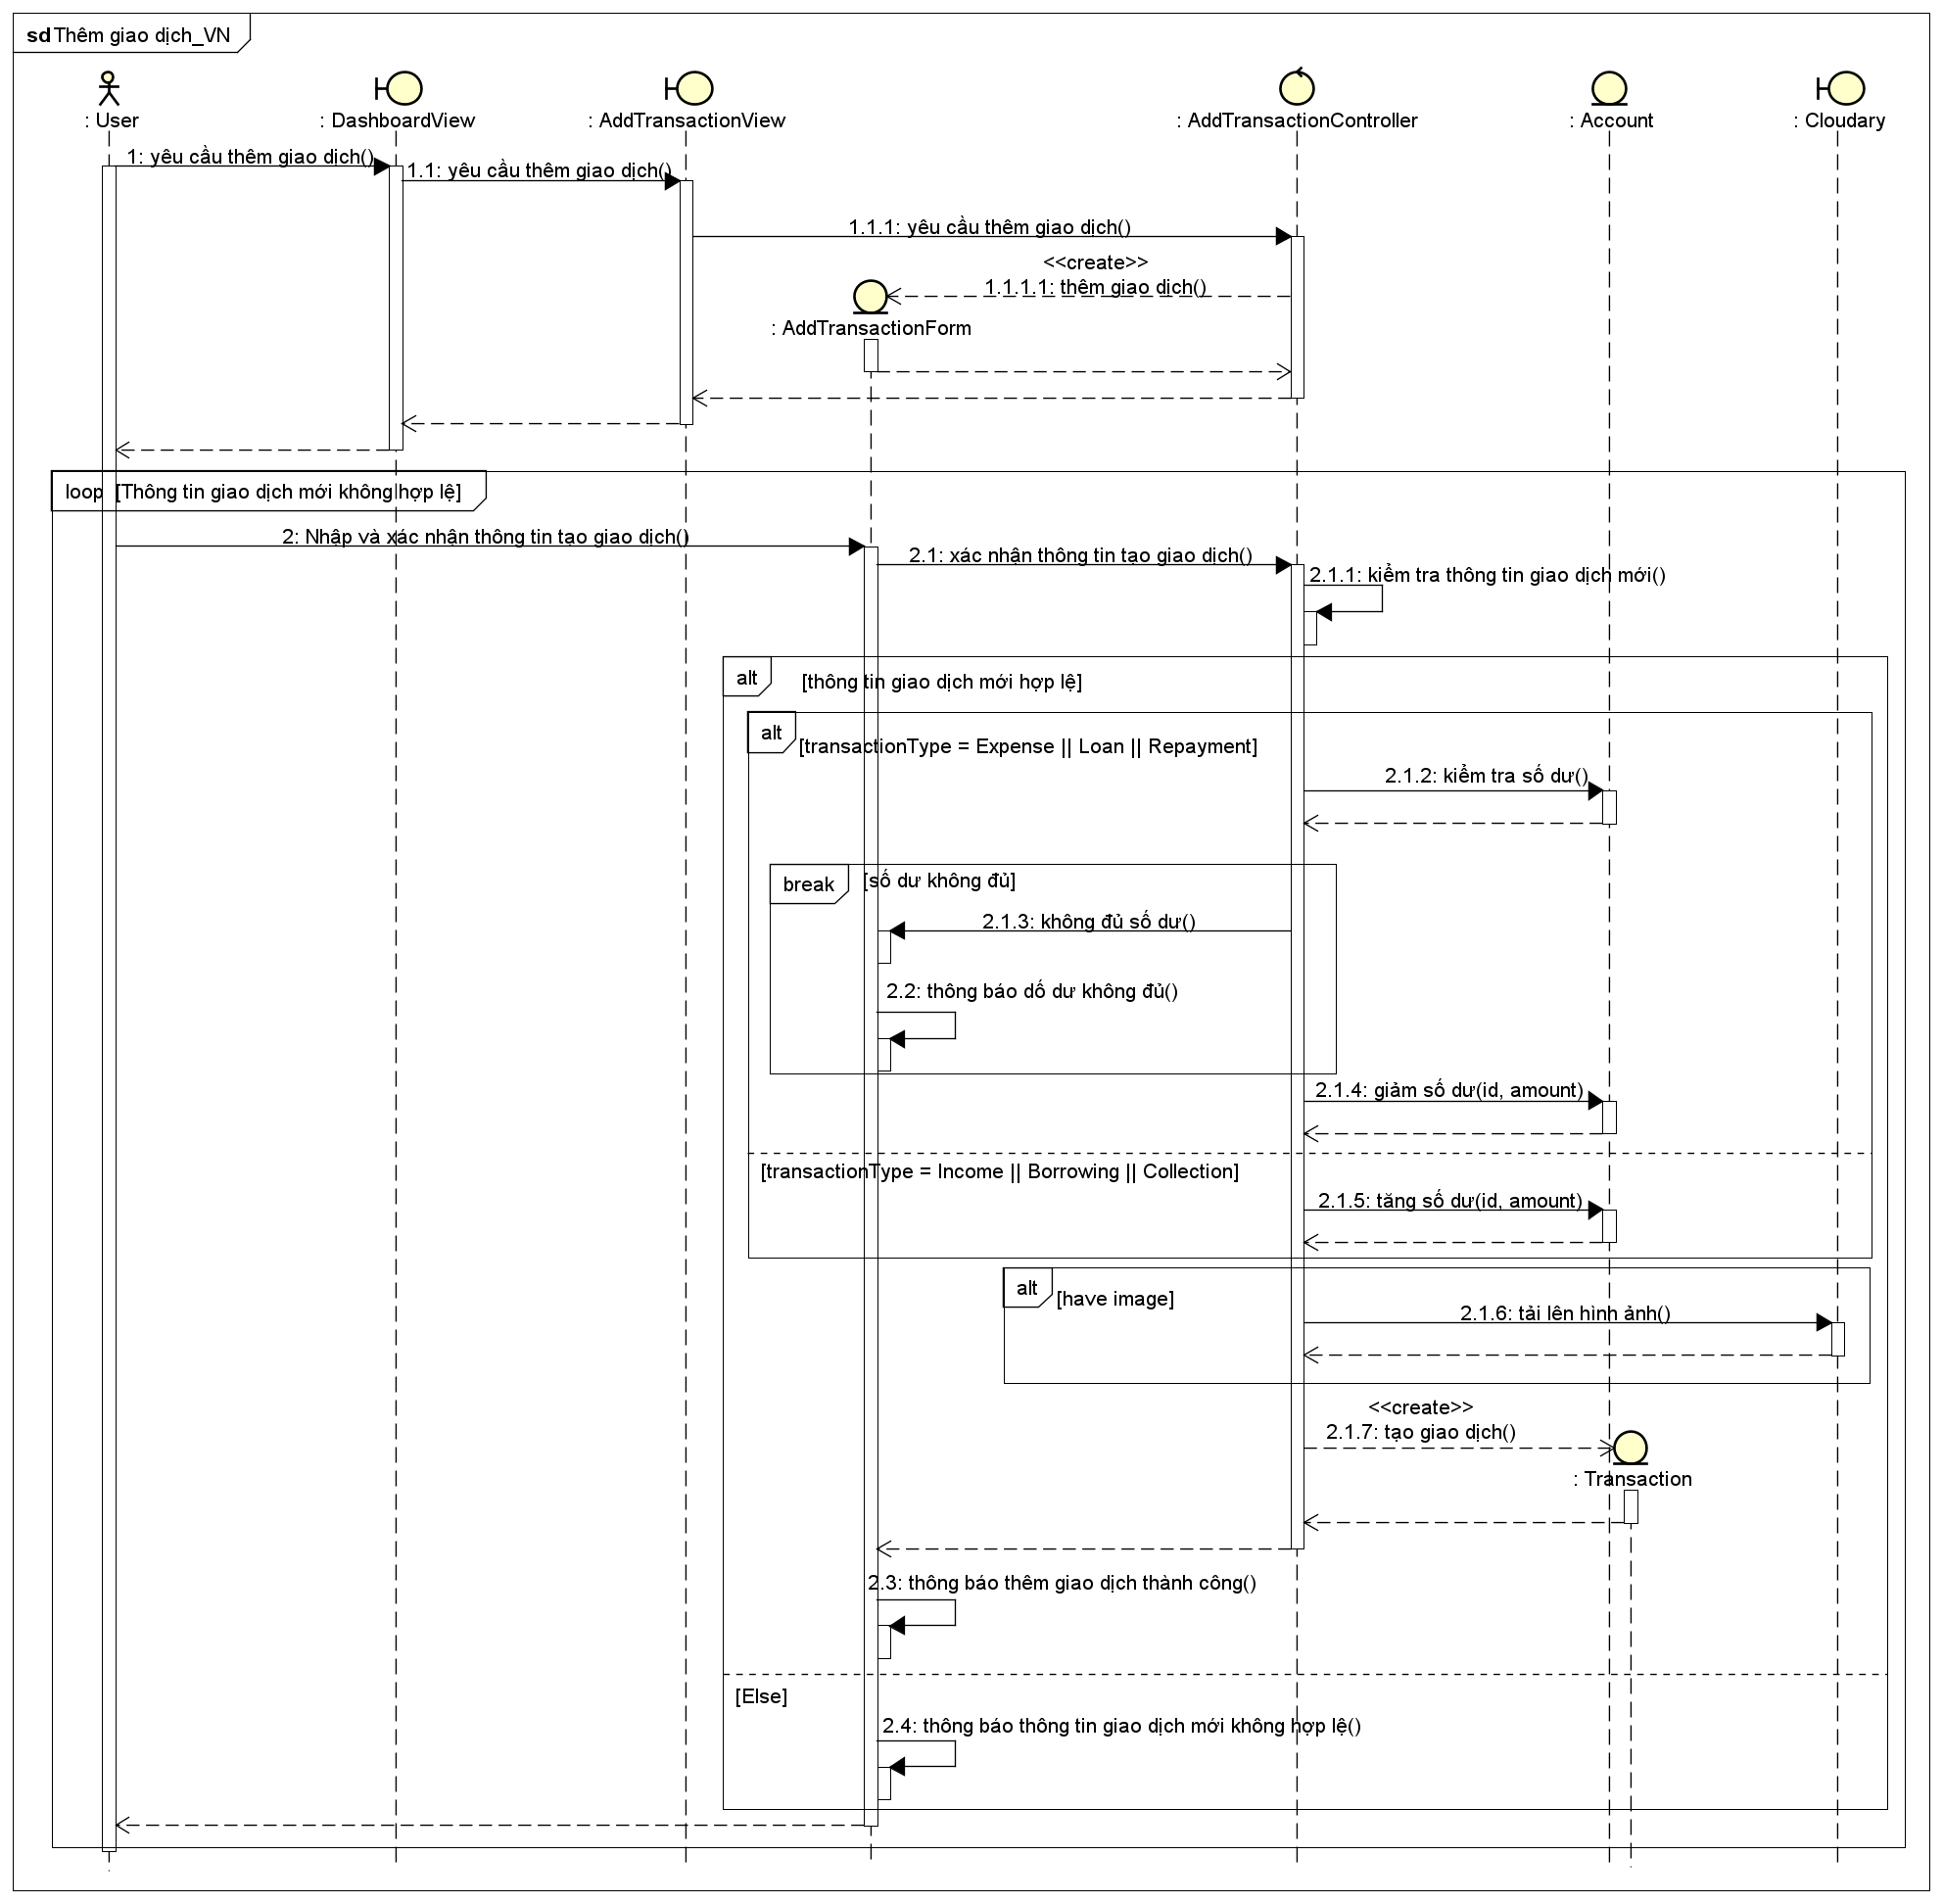 sd Thêm giao dịch_VN
: User
: DashboardView
: AddTransactionView
: AddTransactionController
: Account
: Cloudary
1: yêu cầu thêm giao dịch()
1.1: yêu cầu thêm giao dịch()
1.1.1: yêu cầu thêm giao dịch()
<<create>>
1.1.1.1: thêm giao dịch()
: AddTransactionForm
loop [Thông tin giao dịch mới không hợp lệ]
2: Nhập và xác nhận thông tin tạo giao dịch()
2.1: xác nhận thông tin tạo giao dịch()
2.1.1: kiểm tra thông tin giao dịch mới()
alt [thông tin giao dịch mới hợp lệ]
alt [transactionType = Expense || Loan || Repayment]
2.1.2: kiểm tra số dư()
break [số dư không đủ]
2.1.3: không đủ số dư()
2.2: thông báo dố dư không đủ()
2.1.4: giảm số dư(id, amount)
[transactionType = Income || Borrowing || Collection]
2.1.5: tăng số dư(id, amount)
alt [have image]
2.1.6: tải lên hình ảnh()
<<create>>
2.1.7: tạo giao dịch()
: Transaction
2.3: thông báo thêm giao dịch thành công()
[Else]
2.4: thông báo thông tin giao dịch mới không hợp lệ()